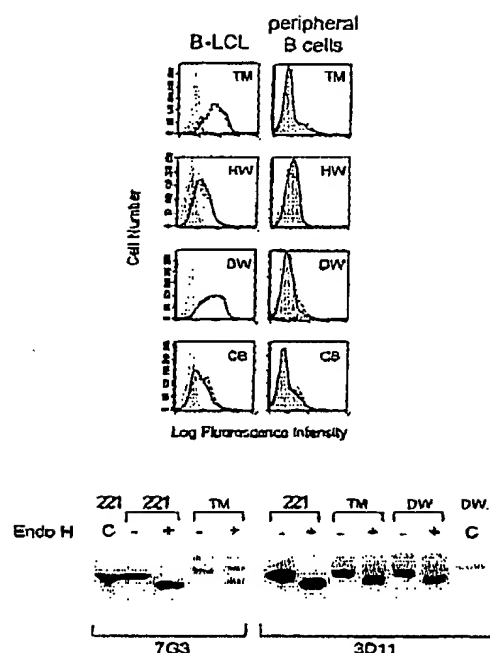 peripheral
B-LCL B cells
TM TM
HW HW
DW DW
CB CB
Cell Number
Log Fluorescence Intensity
221 221 TM 221 TM DW DW
Endo H C - + - + - + - + - + C
7G3 3D11